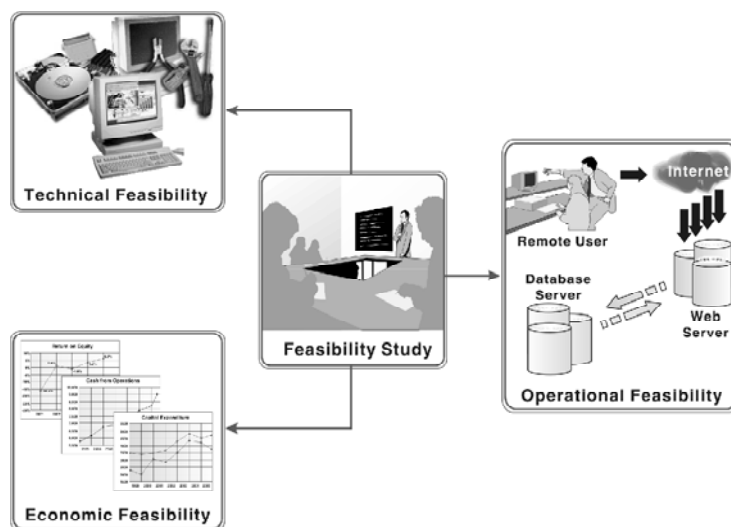 Technical Feasibility
Internet
Remote User
Database
Server
Web
Server
Feasibility Study
Operational Feasibility
Return on Equity
Cash from Operations
Capital Expenditure
Economic Feasibility